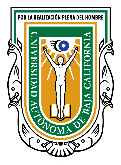 POR LA REALIZACIÓN PLENA DEL HOMBRE
UNIVERSIDAD AUTÓNOMA DE BAJA CALIFORNIA